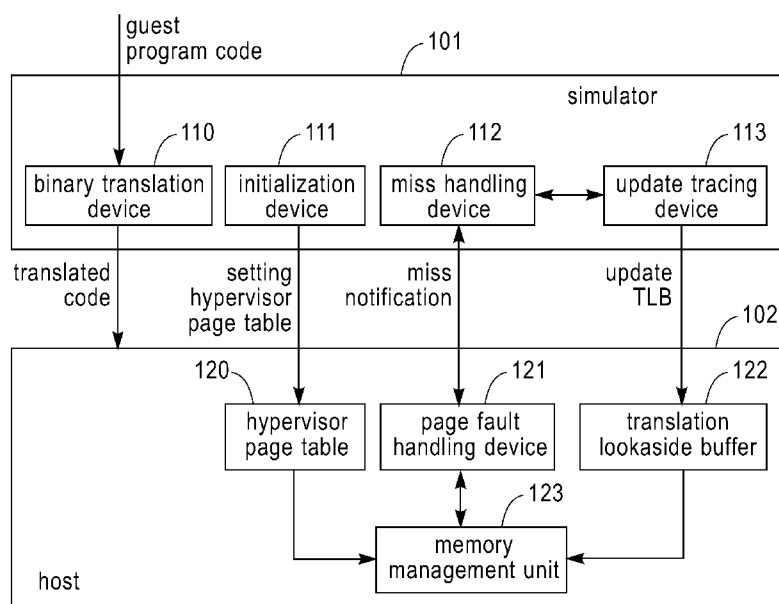 guest
program code
101
simulator
110
111
112
113
binary translation
device
initialization
device
miss handling
device
update tracing
device
translated
code
setting
hypervisor
page table
miss
notification
update
TLB
102
120
121
122
hypervisor
page table
page fault
handling device
translation
lookaside buffer
123
memory
management unit
host